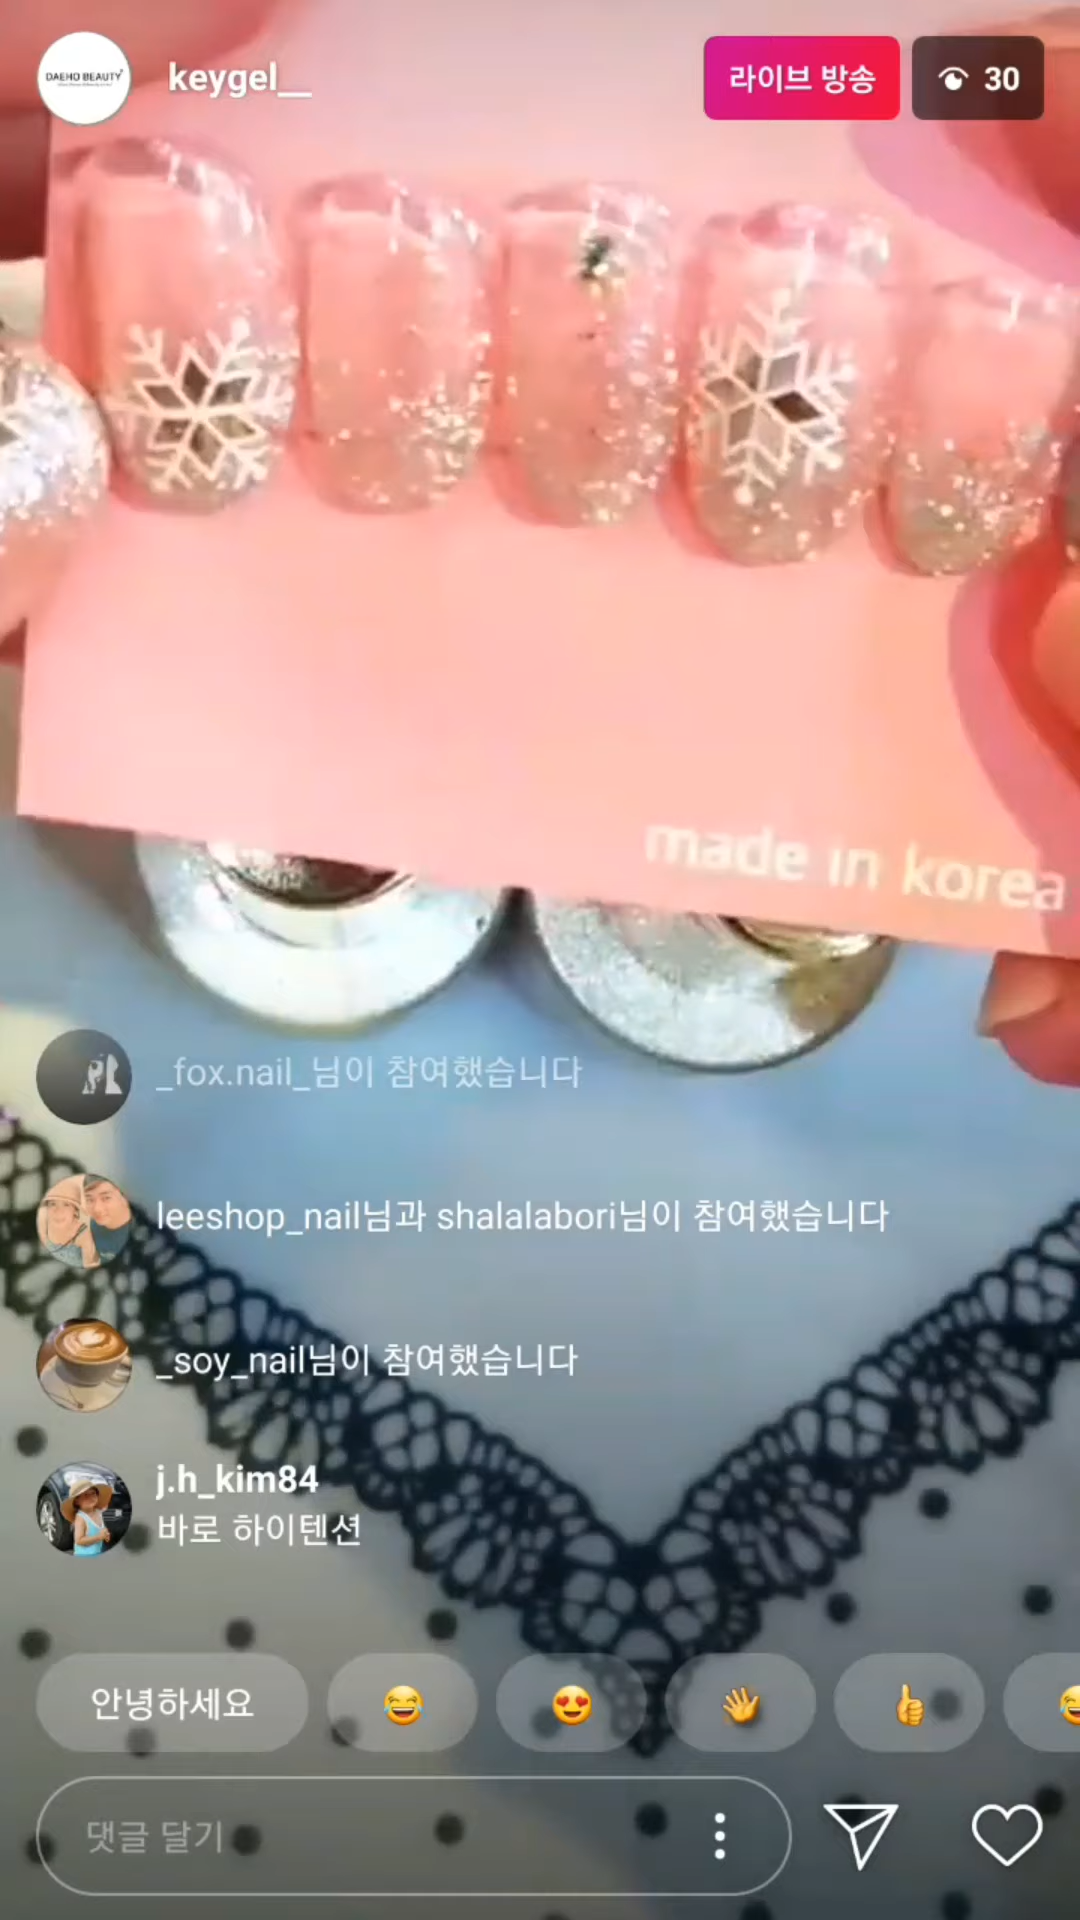 DAEHO BEAUTY
keygel__
라이브 방송
30
made in korea
_fox.nail_님이 참여했습니다
leeshop_nail님과 shalalabori님이 참여했습니다
_soy_nail님이 참여했습니다
j.h_kim84
바로 하이텐션
안녕하세요
댓글 달기